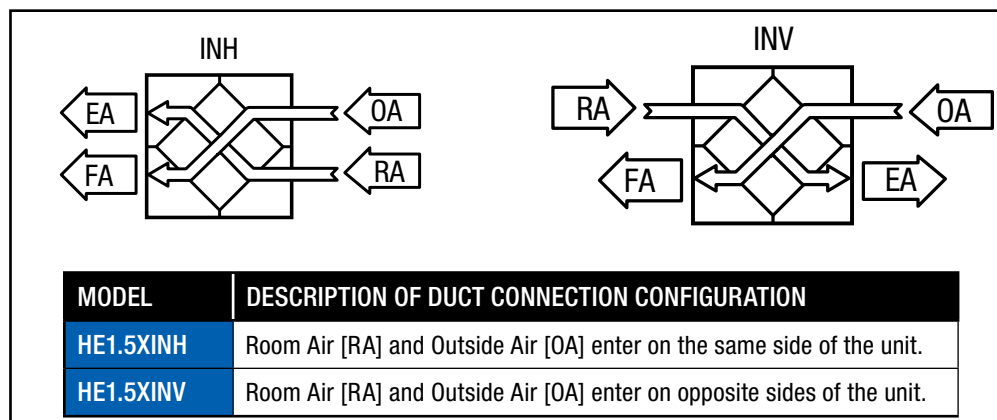 INH
EA
OA
FA
RA
INV
RA
OA
FA
EA
MODEL DESCRIPTION OF DUCT CONNECTION CONFIGURATION
HE1.5XINH Room Air [RA] and Outside Air [OA] enter on the same side of the unit.
HE1.5XINV Room Air [RA] and Outside Air [OA] enter on opposite sides of the unit.